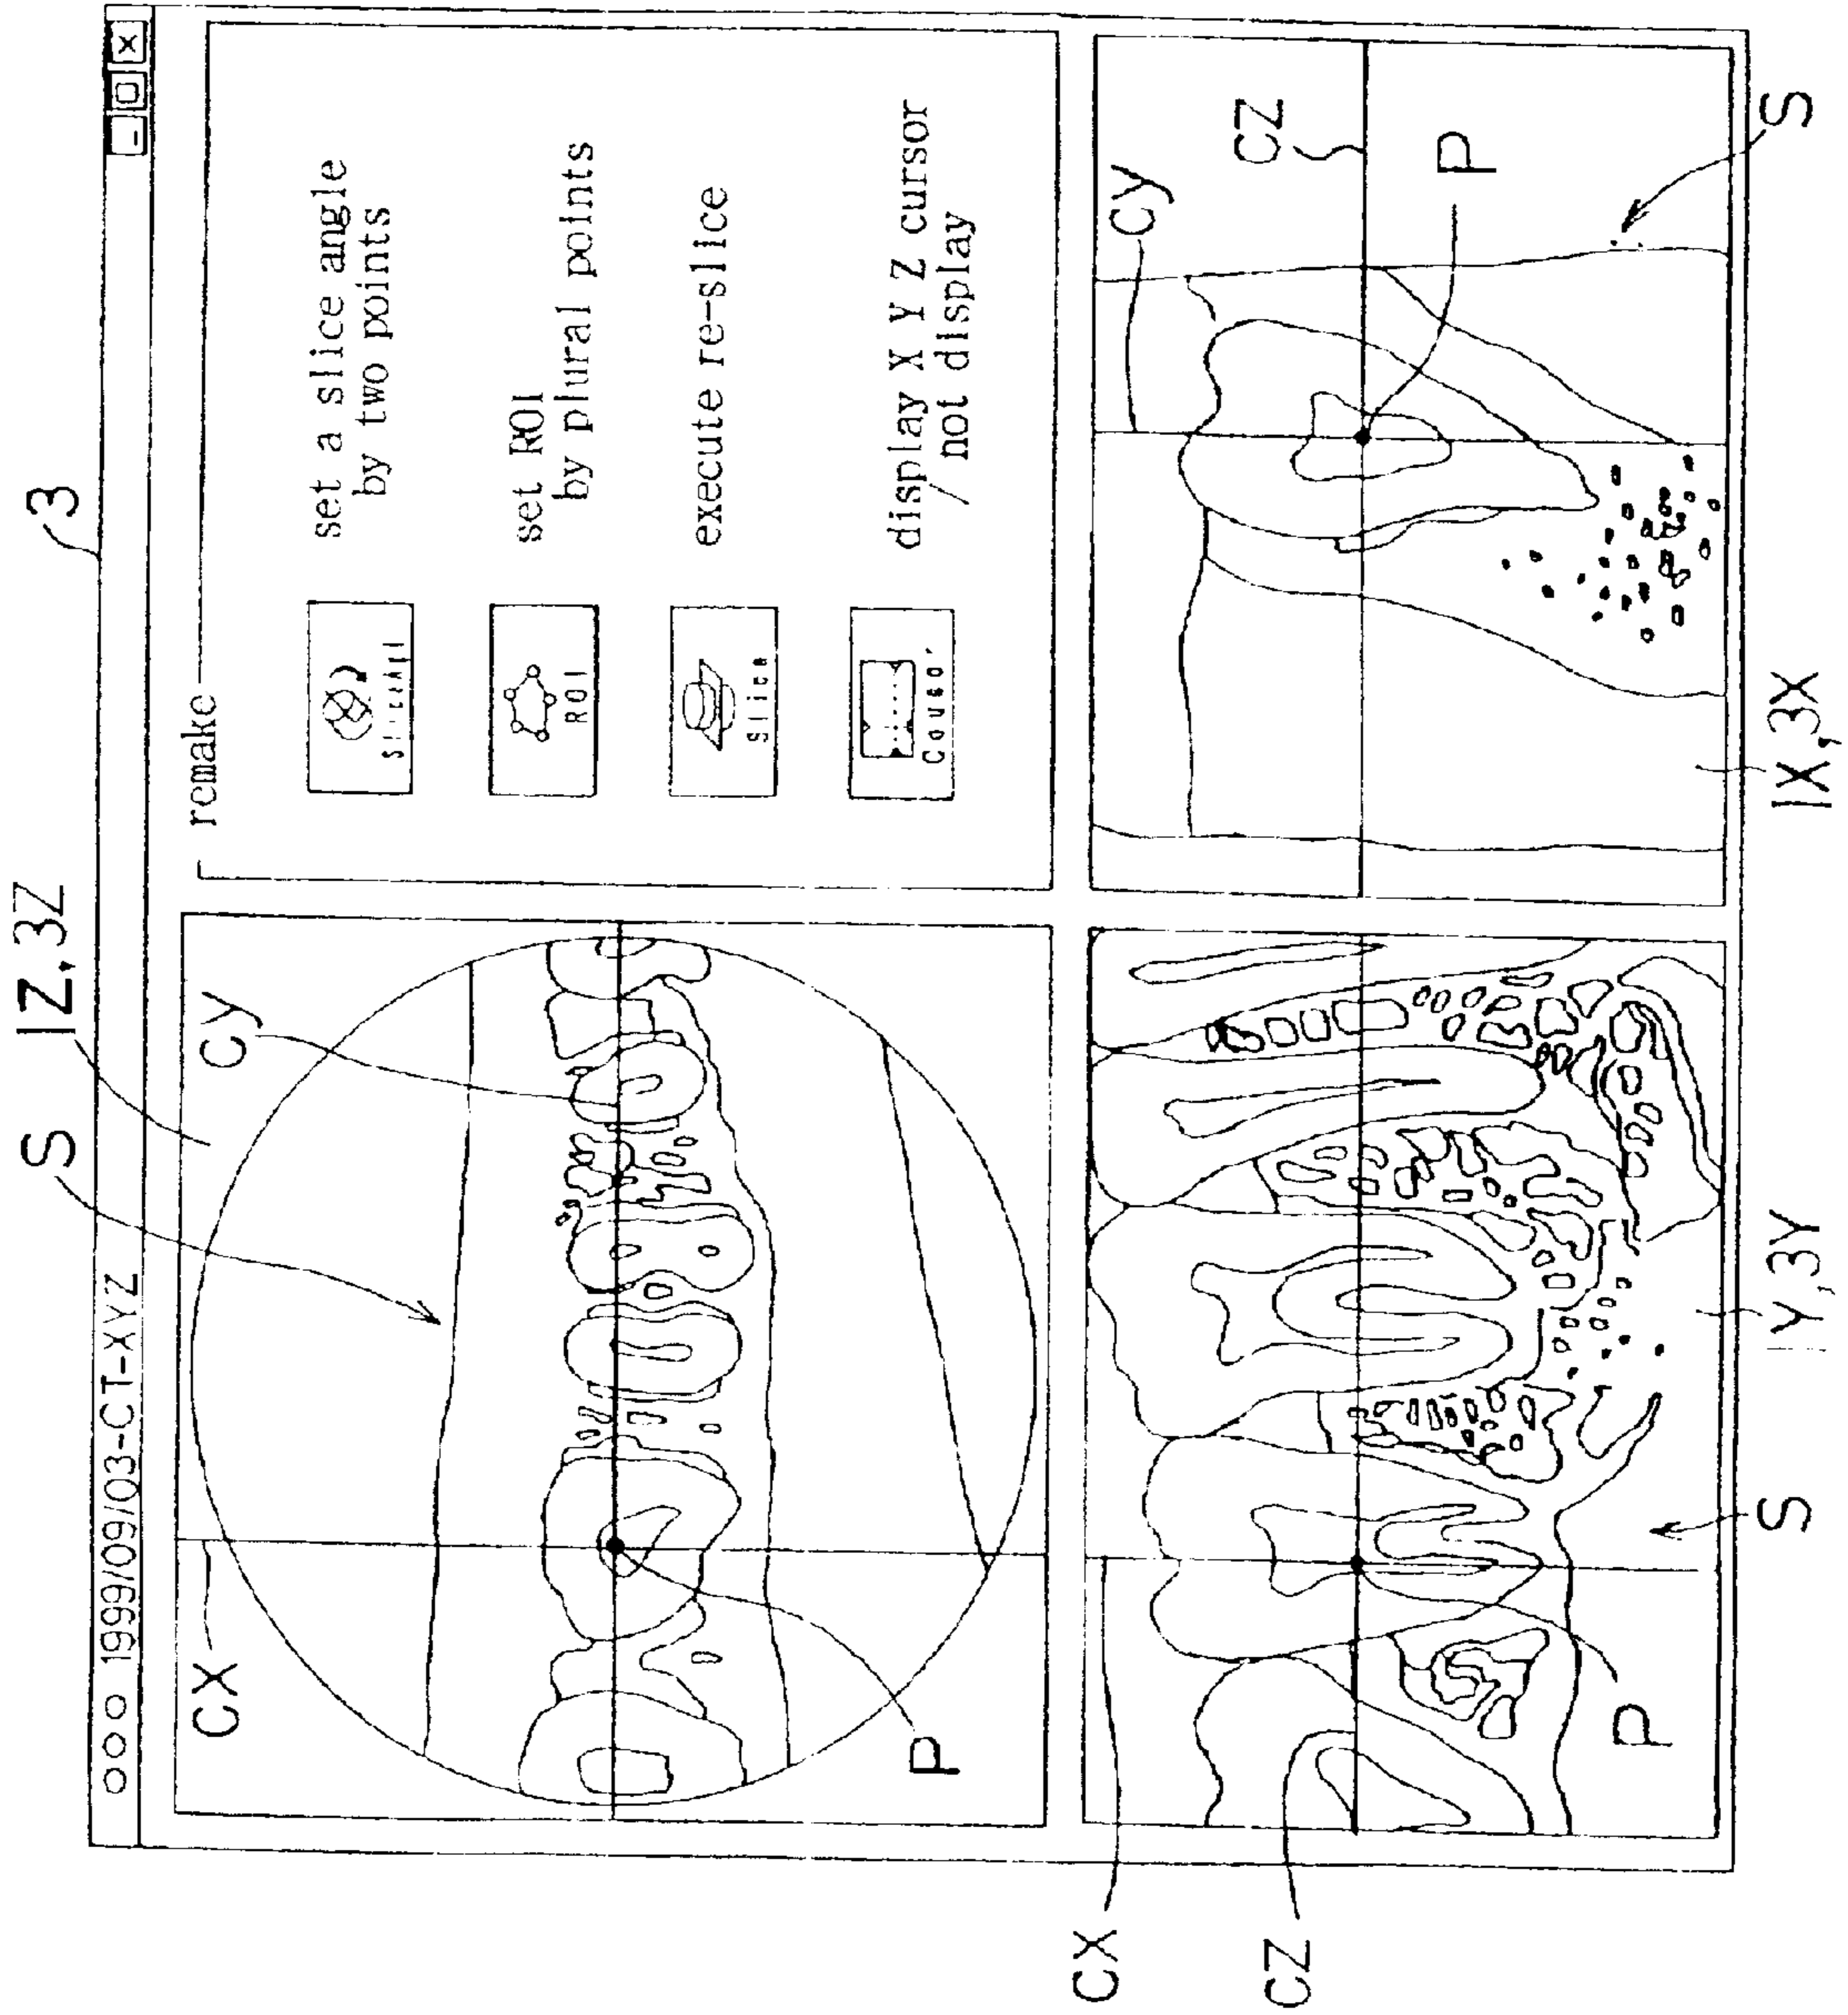 3
1999/09/03-CT-XYZ
S
1Z,3Z
CX
Cy
P
remake
set a slice angle
by two points
ROI
set ROI
by plural points
Slice
execute re-slice
display X Y Z cursor
/ not display
CX
CZ
P
S
1Y,3Y
Cy
CZ
P
S
1X,3X